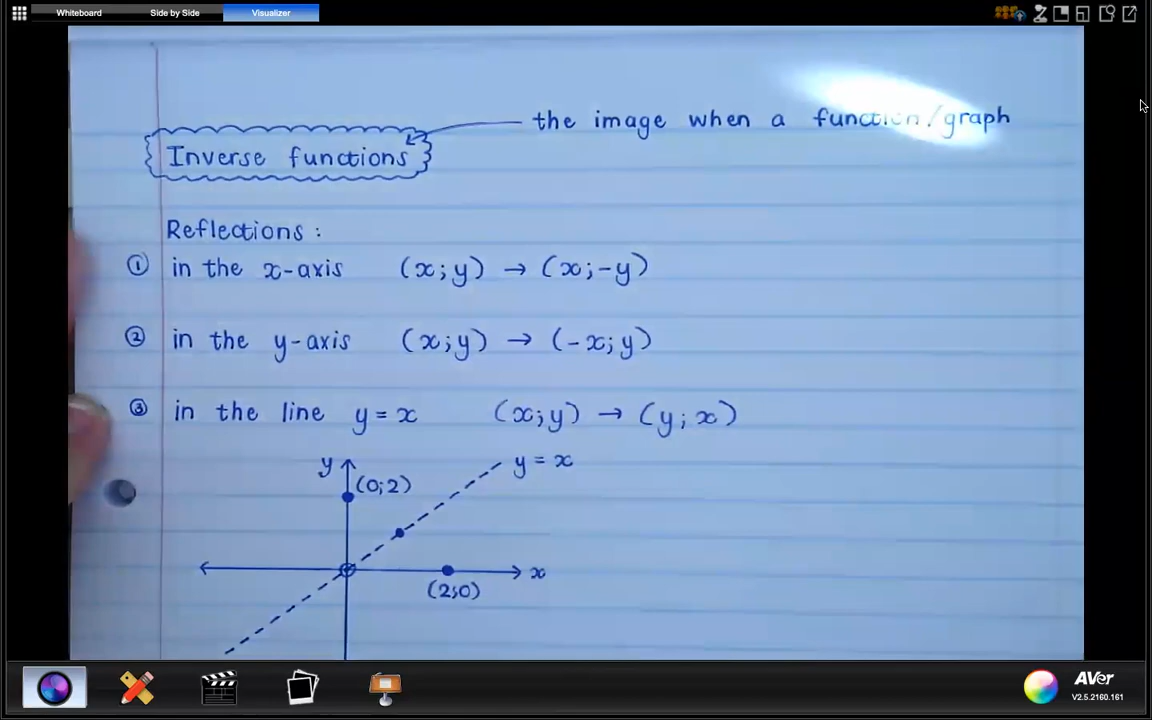 Whiteboard Side by Side Visualizer
the image when a function/graph
Inverse functions
Reflections :
① in the x-axis (x;y) → (x;-y)
② in the y-axis (x;y) → (-x;y)
③ in the line y = x (x;y) → (y;x)
y y = x
(0;2)
x
(2;0)
AVer
V2.5.2160.161